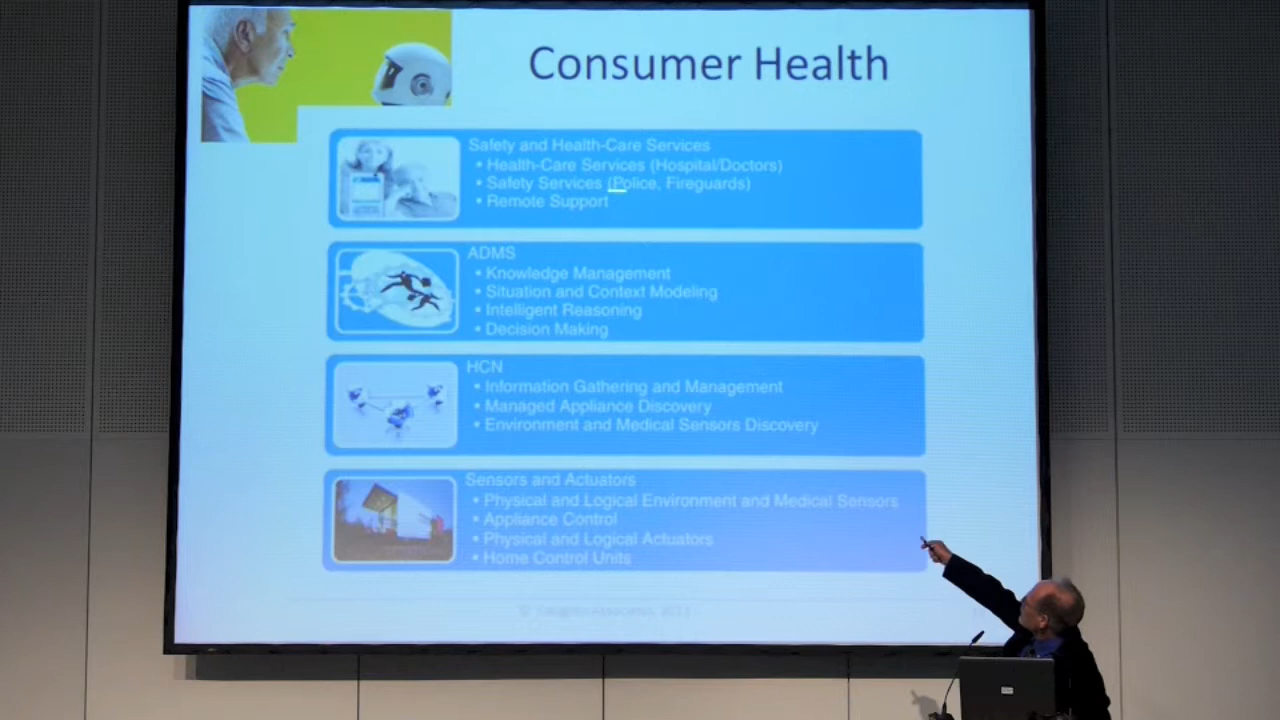 Consumer Health
Safety and Health-Care Services
• Health-Care Services (Hospital/Doctors)
• Safety Services (Police, Fireguards)
• Remote Support
ADMS
• Knowledge Management
• Situation and Context Modeling
• Intelligent Reasoning
• Decision Making
HCN
• Information Gathering and Management
• Managed Appliance Discovery
• Environment and Medical Sensors Discovery
Sensors and Actuators
• Physical and Logical Environment and Medical Sensors
• Appliance Control
• Physical and Logical Actuators
• Home Control Units